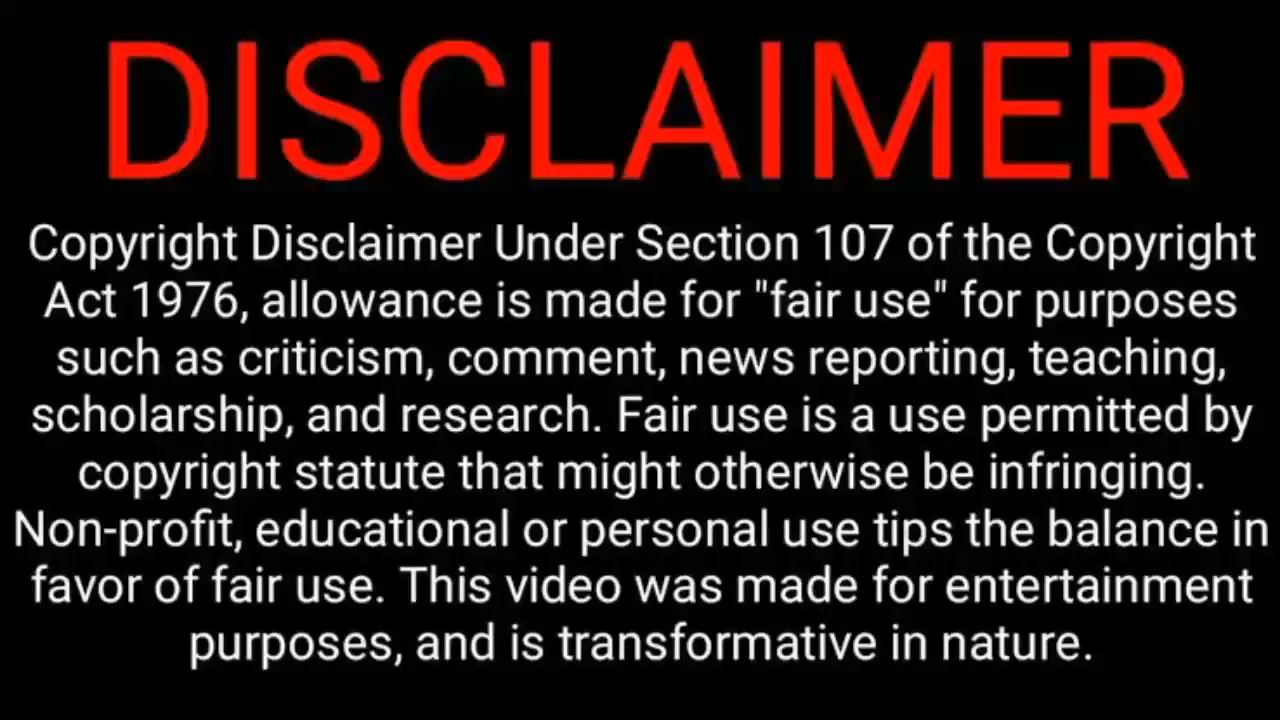 DISCLAIMER
Copyright Disclaimer Under Section 107 of the Copyright
Act 1976, allowance is made for "fair use" for purposes
such as criticism, comment, news reporting, teaching,
scholarship, and research. Fair use is a use permitted by
copyright statute that might otherwise be infringing.
Non-profit, educational or personal use tips the balance in
favor of fair use. This video was made for entertainment
purposes, and is transformative in nature.